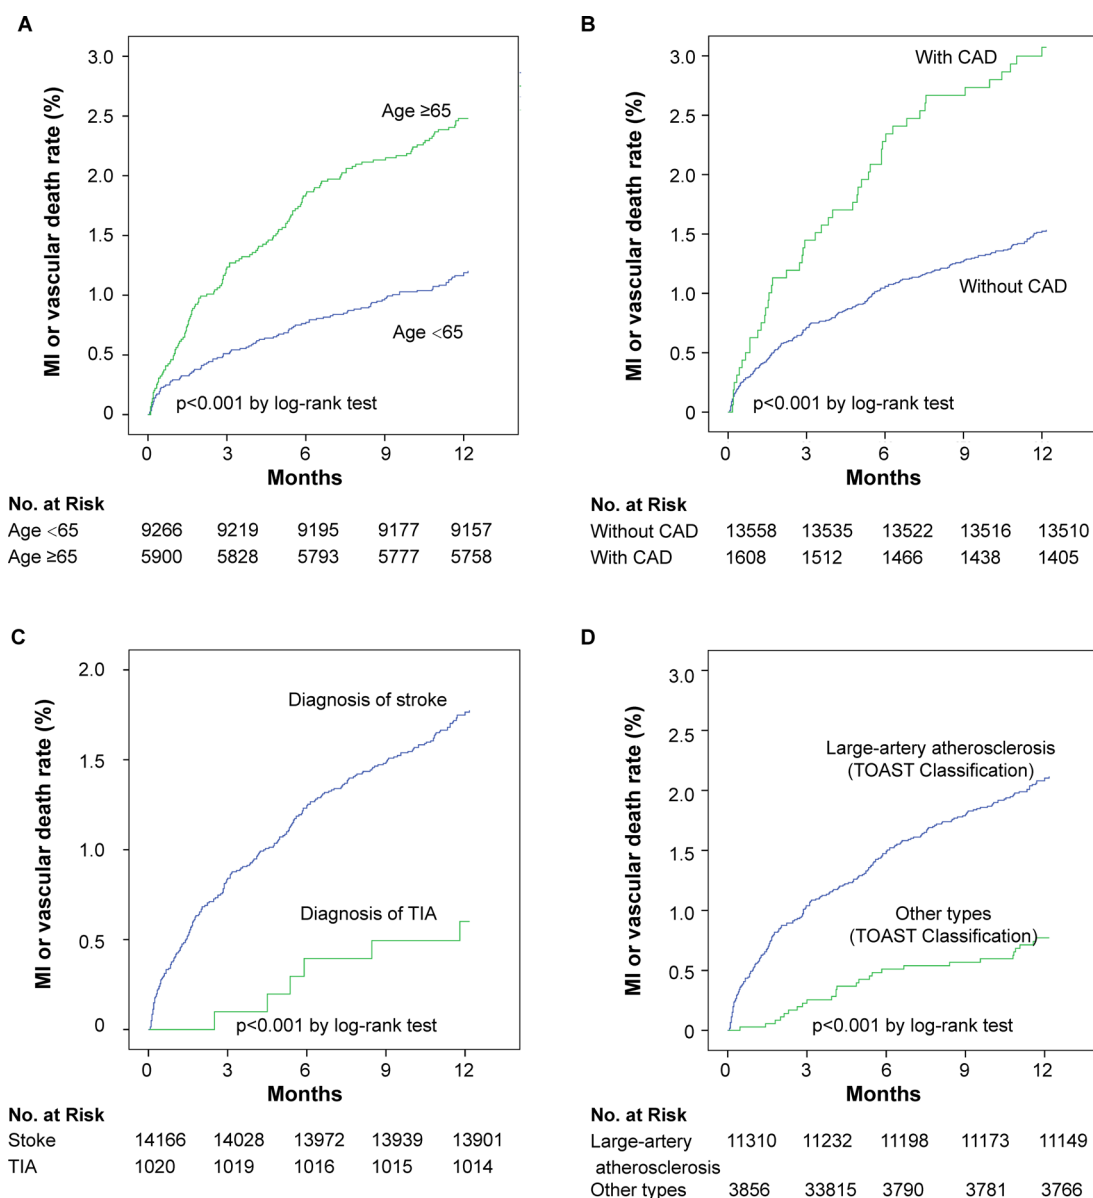 A
MI or vascular death rate (%)
3.0
2.5
2.0
1.5
1.0
0.5
0
Age ≥65
Age <65
p<0.001 by log-rank test
0 3 6 9 12
Months
No. at Risk
Age <65 9266 9219 9195 9177 9157
Age ≥65 5900 5828 5793 5777 5758
B
MI or vascular death rate (%)
3.0
2.5
2.0
1.5
1.0
0.5
0
With CAD
Without CAD
p<0.001 by log-rank test
0 3 6 9 12
Months
No. at Risk
Without CAD 13558 13535 13522 13516 13510
With CAD 1608 1512 1466 1438 1405
C
MI or vascular death rate (%)
2.0
1.5
1.0
0.5
0
Diagnosis of stroke
Diagnosis of TIA
p<0.001 by log-rank test
0 3 6 9 12
Months
No. at Risk
Stoke 14166 14028 13972 13939 13901
TIA 1020 1019 1016 1015 1014
D
MI or vascular death rate (%)
3.0
2.5
2.0
1.5
1.0
0.5
0
Large-artery atherosclerosis
(TOAST Classification)
Other types
(TOAST Classification)
p<0.001 by log-rank test
0 3 6 9 12
Months
No. at Risk
Large-artery 11310 11232 11198 11173 11149
atherosclerosis
Other types 3856 33815 3790 3781 3766